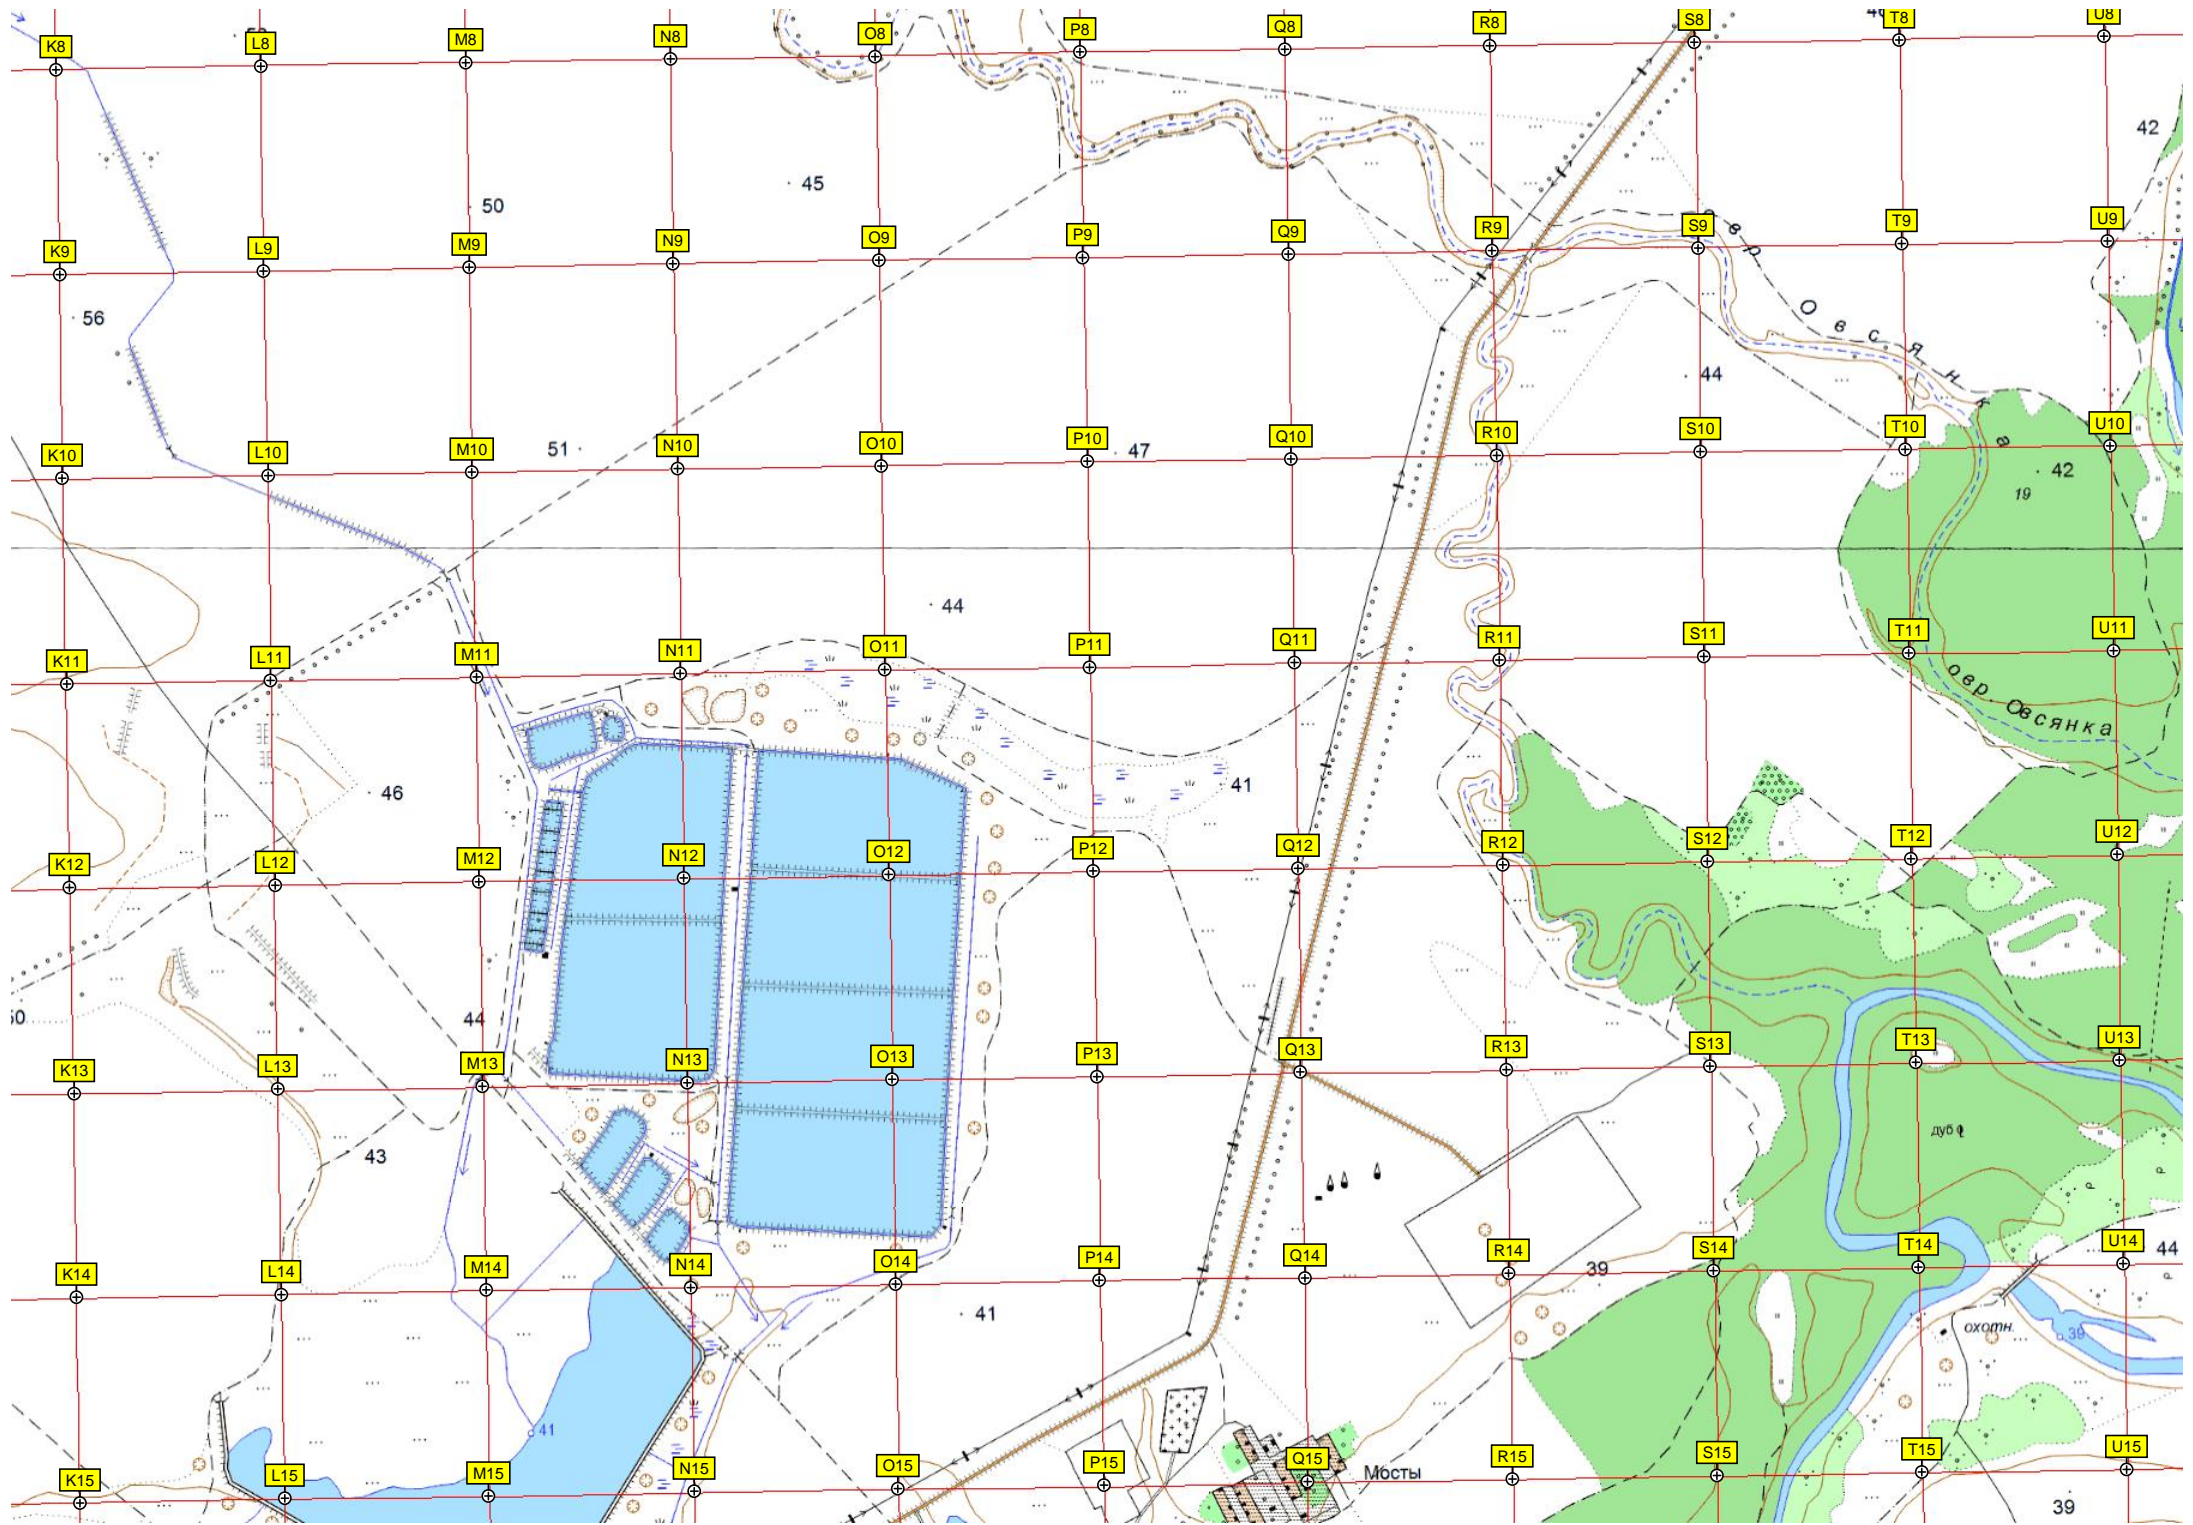 K8 L8 M8 N8 O8 P8 Q8 R8 S8 T8 U8
42
45
50
K9 L9 M9 N9 O9 P9 Q9 R9 S9 T9 U9
овр
Овсянка
56
44
K10 L10 M10 N10 O10 P10 Q10 R10 S10 T10 U10
51
47
42
19
44
K11 L11 M11 N11 O11 P11 Q11 R11 S11 T11 U11
овр. Овсянка
46
41
K12 L12 M12 N12 O12 P12 Q12 R12 S12 T12 U12
44
K13 L13 M13 N13 O13 P13 Q13 R13 S13 T13 U13
дуб
43
K14 L14 M14 N14 O14 P14 Q14 R14 S14 T14 U14
44
39
41
охотн.
39
41
K15 L15 M15 N15 O15 P15 Q15 R15 S15 T15 U15
Мосты
39